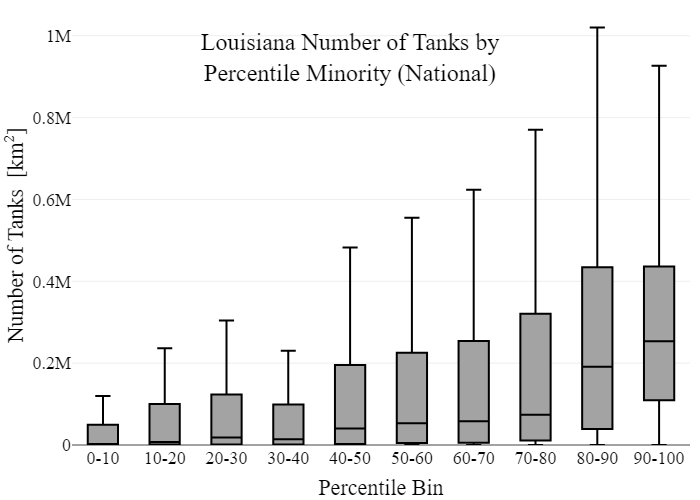 Louisiana Number of Tanks by
Percentile Minority (National)
Number of Tanks [km²]
1M
0.8M
0.6M
0.4M
0.2M
0
0-10 10-20 20-30 30-40 40-50 50-60 60-70 70-80 80-90 90-100
Percentile Bin